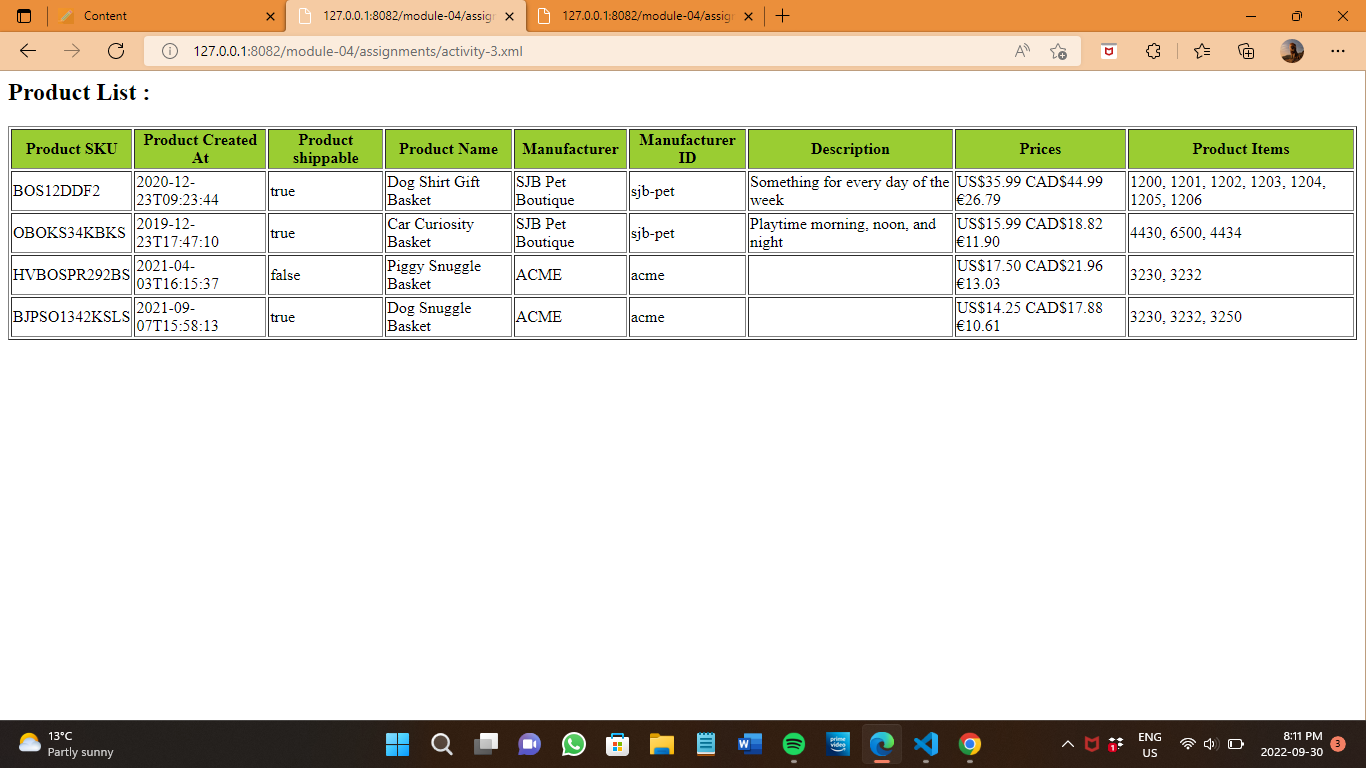 Content
127.0.0.1:8082/module-04/assign
127.0.0.1:8082/module-04/assign
127.0.0.1:8082/module-04/assignments/activity-3.xml
Product List :
Product SKU
Product Created
At
Product
shippable
Product Name
Manufacturer
Manufacturer
ID
Description
Prices
Product Items
BOS12DDF2
2020-12-
23T09:23:44
true
Dog Shirt Gift
Basket
SJB Pet
Boutique
sjb-pet
Something for every day of the
week
US$35.99 CAD$44.99
€26.79
1200, 1201, 1202, 1203, 1204,
1205, 1206
OBOKS34KBKS
2019-12-
23T17:47:10
true
Car Curiosity
Basket
SJB Pet
Boutique
sjb-pet
Playtime morning, noon, and
night
US$15.99 CAD$18.82
€11.90
4430, 6500, 4434
HVBOSPR292BS
2021-04-
03T16:15:37
false
Piggy Snuggle
Basket
ACME
acme
US$17.50 CAD$21.96
€13.03
3230, 3232
BJPSO1342KSLS
2021-09-
07T15:58:13
true
Dog Snuggle
Basket
ACME
acme
US$14.25 CAD$17.88
€10.61
3230, 3232, 3250
13°C
Partly sunny
prime
video
1
ENG
US
8:11 PM
2022-09-30
3